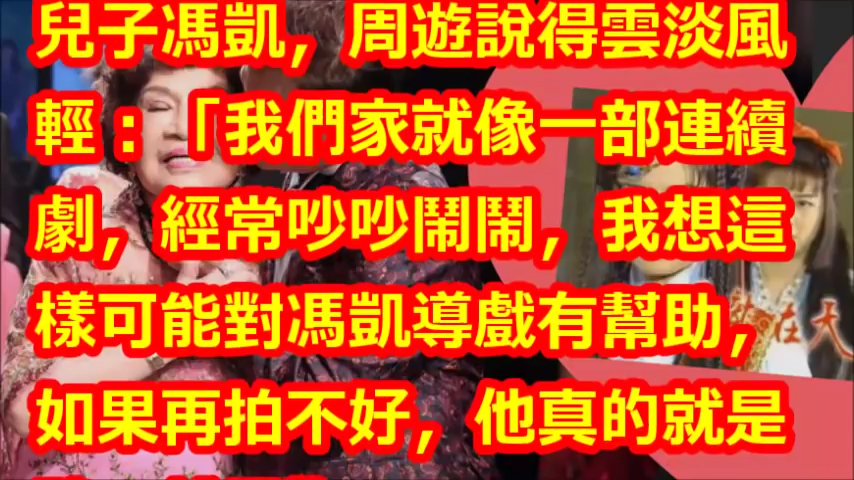 兒子馮凱，周遊說得雲淡風
輕：「我們家就像一部連續
劇，經常吵吵鬧鬧，我想這
樣可能對馮凱導戲有幫助，
如果再拍不好，他真的就是
在大